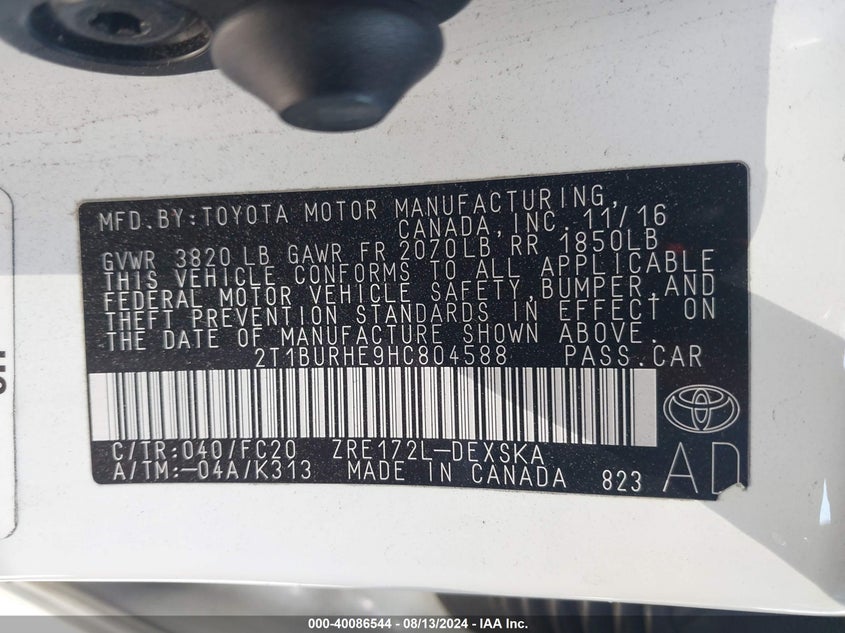 MFD.BY:TOYOTA MOTOR MANUFACTURING,
CANADA,INC. 11/16
GVWR 3820 LB GAWR FR 2070LB RR 1850LB
THIS VEHICLE CONFORMS TO ALL APPLICABLE
FEDERAL MOTOR VEHICLE SAFETY,BUMPER,AND
THEFT PREVENTION STANDARDS IN EFFECT ON
THE DATE OF MANUFACTURE SHOWN ABOVE.
2T1BURHE9HC804588 PASS.CAR
C/TR:040/FC20 ZRE172L-DEXSKA
A/TM:-04A/K313 MADE IN CANADA 823
AD
000-40086544 - 08/13/2024 - IAA Inc.